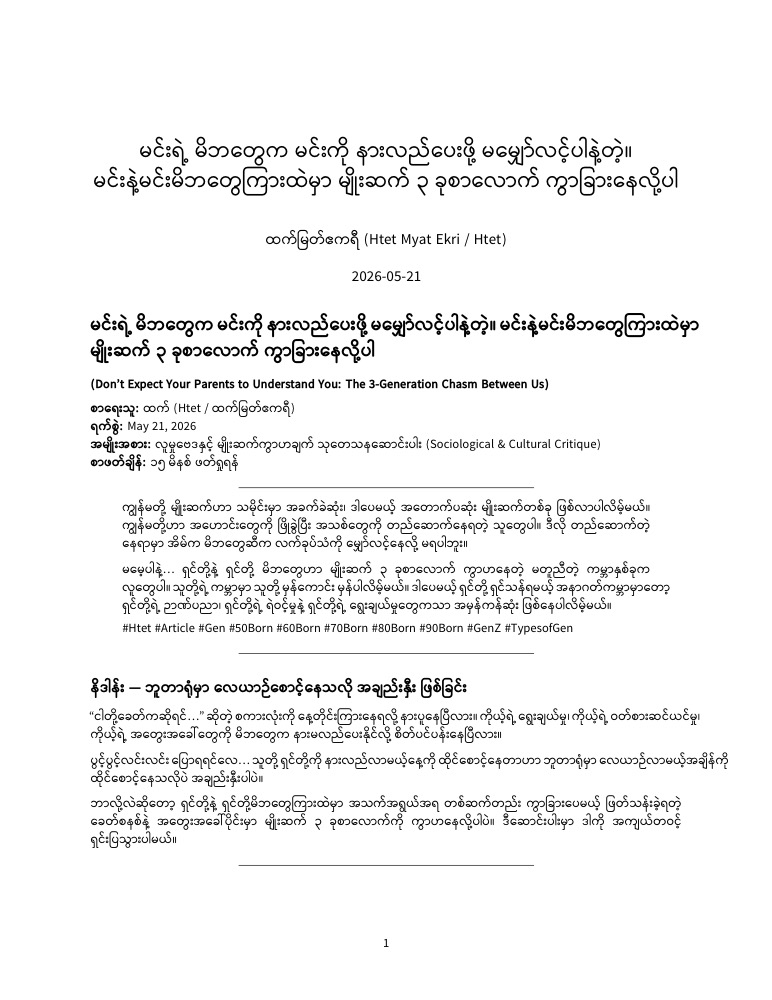 မင်းရဲ့ မိဘတွေက မင်းကို နားလည်ပေးဖို့ မမျှော်လင့်ပါနဲ့တဲ့။
မင်းနဲ့မင်းမိဘတွေကြားထဲမှာ မျိုးဆက် ၃ ခုစာလောက် ကွာခြားနေလို့ပါ
ထက်မြတ်ဧကရီ (Htet Myat Ekri / Htet)
2026-05-21
မင်းရဲ့ မိဘတွေက မင်းကို နားလည်ပေးဖို့ မမျှော်လင့်ပါနဲ့တဲ့။ မင်းနဲ့မင်းမိဘတွေကြားထဲမှာ
မျိုးဆက် ၃ ခုစာလောက် ကွာခြားနေလို့ပါ
(Don’t Expect Your Parents to Understand You: The 3-Generation Chasm Between Us)
စာရေးသူ: ထက် (Htet / ထက်မြတ်ဧကရီ)
ရက်စွဲ: May 21, 2026
အမျိုးအစား: လူမှုဗေဒနှင့် မျိုးဆက်ကွာဟချက် သုတေသနဆောင်းပါး (Sociological & Cultural Critique)
စာဖတ်ချိန်: ၁၅ မိနစ် ဖတ်ရှုရန်
ကျွန်မတို့ မျိုးဆက်ဟာ သမိုင်းမှာ အခက်ခဲဆုံး၊ ဒါပေမယ့် အတောက်ပဆုံး မျိုးဆက်တစ်ခု ဖြစ်လာပါလိမ့်မယ်။
ကျွန်မတို့ဟာ အဟောင်းတွေကို ဖြိုခွဲပြီး အသစ်တွေကို တည်ဆောက်နေရတဲ့ သူတွေပါ။ ဒီလို တည်ဆောက်တဲ့
နေရာမှာ အိမ်က မိဘတွေဆီက လက်ခုပ်သံကို မျှော်လင့်နေလို့ မရပါဘူး။
မမေ့ပါနဲ့… ရှင်တို့နဲ့ ရှင်တို့ မိဘတွေဟာ မျိုးဆက် ၃ ခုစာလောက် ကွာဟနေတဲ့ မတူညီတဲ့ ကမ္ဘာနှစ်ခုက
လူတွေပါ။ သူတို့ရဲ့ ကမ္ဘာမှာ သူတို့ မှန်ကောင်း မှန်ပါလိမ့်မယ်။ ဒါပေမယ့် ရှင်တို့ ရှင်သန်ရမယ့် အနာဂတ်ကမ္ဘာမှာတော့
ရှင်တို့ရဲ့ ဉာဏ်ပညာ၊ ရှင်တို့ရဲ့ ရဲဝင့်မှုနဲ့ ရှင်တို့ရဲ့ ရွေးချယ်မှုတွေကသာ အမှန်ကန်ဆုံး ဖြစ်နေပါလိမ့်မယ်။
#Htet #Article #Gen #50Born #60Born #70Born #80Born #90Born #GenZ #TypesofGen
နိဒါန်း — ဘူတာရုံမှာ လေယာဉ်စောင့်နေသလို အချည်းနှီး ဖြစ်ခြင်း
“ငါတို့ခေတ်ကဆိုရင်…” ဆိုတဲ့ စကားလုံးကို နေ့တိုင်းကြားနေရလို့ နားပူနေပြီလား။ ကိုယ့်ရဲ့ ရွေးချယ်မှု၊ ကိုယ့်ရဲ့ ဝတ်စားဆင်ယင်မှု၊
ကိုယ့်ရဲ့ အတွေးအခေါ်တွေကို မိဘတွေက နားမလည်ပေးနိုင်လို့ စိတ်ပင်ပန်းနေပြီလား။
ပွင့်ပွင့်လင်းလင်း ပြောရရင်လေ… သူတို့ ရှင်တို့ကို နားလည်လာမယ့်နေ့ကို ထိုင်စောင့်နေတာဟာ ဘူတာရုံမှာ လေယာဉ်လာမယ့်အချိန်ကို
ထိုင်စောင့်နေသလိုပဲ အချည်းနှီးပါပဲ။
ဘာလို့လဲဆိုတော့ ရှင်တို့နဲ့ ရှင်တို့မိဘတွေကြားထဲမှာ အသက်အရွယ်အရ တစ်ဆက်တည်း ကွာခြားပေမယ့် ဖြတ်သန်းခဲ့ရတဲ့
ခေတ်စနစ်နဲ့ အတွေးအခေါ်ပိုင်းမှာ မျိုးဆက် ၃ ခုစာလောက်ကို ကွာဟနေလို့ပါပဲ။ ဒီဆောင်းပါးမှာ ဒါကို အကျယ်တဝင့်
ရှင်းပြသွားပါမယ်။
1